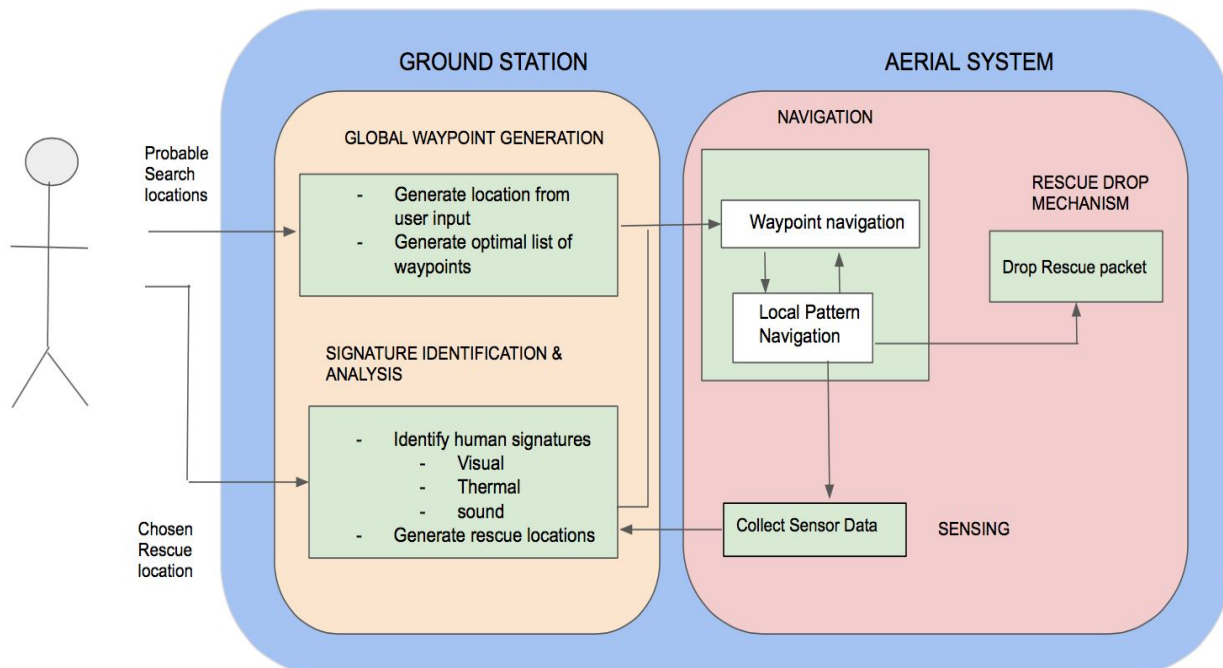 GROUND STATION
AERIAL SYSTEM
Probable
Search
locations
GLOBAL WAYPOINT GENERATION
- Generate location from
user input
- Generate optimal list of
waypoints
SIGNATURE IDENTIFICATION &
ANALYSIS
- Identify human signatures
- Visual
- Thermal
- sound
- Generate rescue locations
Chosen
Rescue
location
NAVIGATION
Waypoint navigation
Local Pattern
Navigation
RESCUE DROP
MECHANISM
Drop Rescue packet
Collect Sensor Data
SENSING